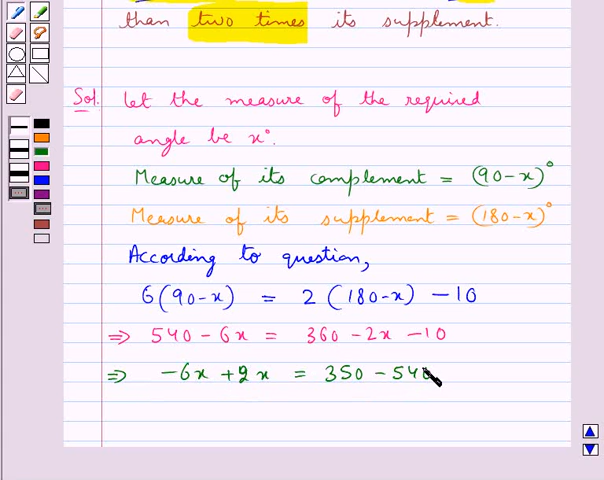 than two times its supplement.
Sol. Let the measure of the required
angle be x°.
Measure of its complement = (90-x)°
Measure of its supplement = (180-x)°
According to question,
6(90-x) = 2(180-x) -10
⇒ 540 - 6x = 360 - 2x - 10
⇒ -6x + 2x = 350 - 540